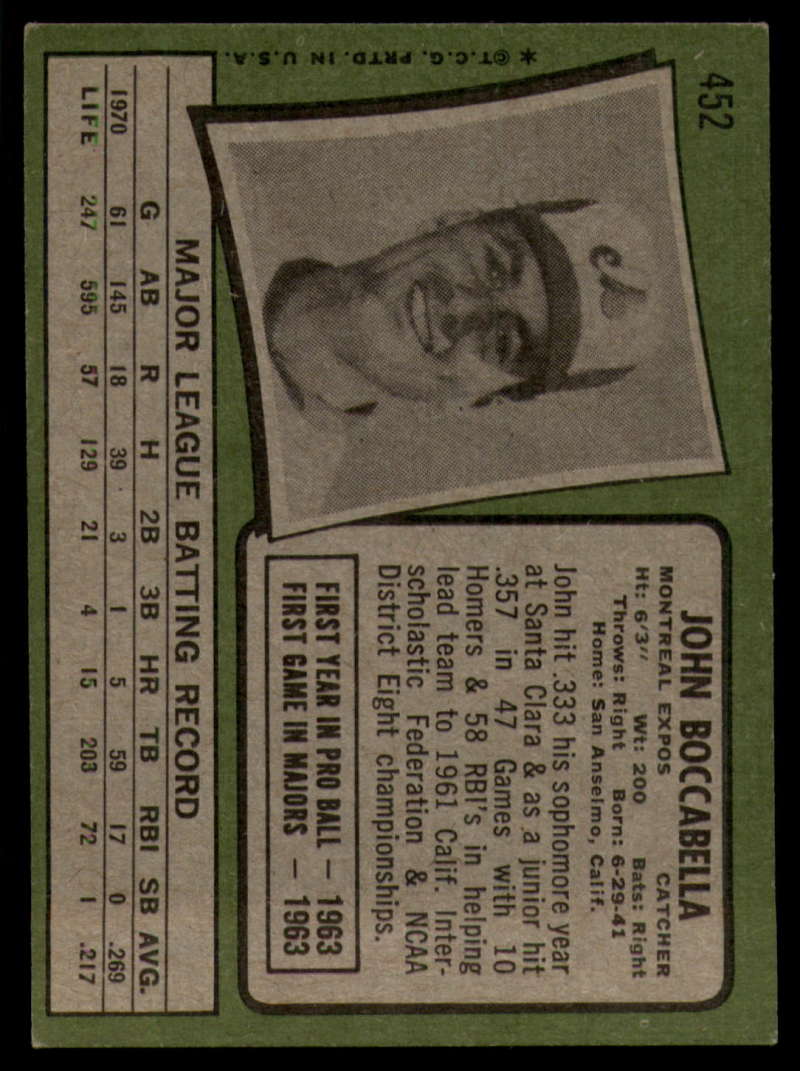 452
JOHN BOCCABELLA
MONTREAL EXPOS CATCHER
Ht: 6'3" Wt: 200 Bats: Right
Throws: Right Born: 6-29-41
Home: San Anselmo, Calif.
John hit .333 his sophomore year
at Santa Clara & as a junior hit
.357 in 47 Games with 10
Homers & 58 RBI's in helping
lead team to 1961 Calif. Inter-
scholastic Federation & NCAA
District Eight championships.
FIRST YEAR IN PRO BALL — 1963
FIRST GAME IN MAJORS — 1963
MAJOR LEAGUE BATTING RECORD
G AB R H 2B 3B HR TB RBI SB AVG.
1970 61 145 18 39 3 1 5 59 17 0 .269
LIFE 247 595 57 129 21 4 15 203 72 1 .217
*©T.C.G. PRTD. IN U.S.A.